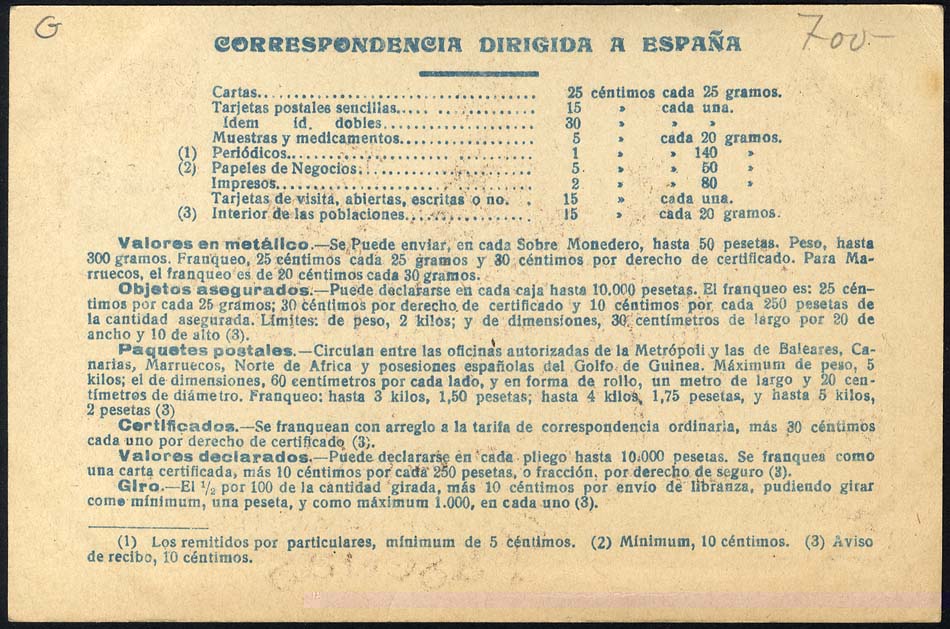 G
700-
CORRESPONDENCIA DIRIGIDA A ESPAÑA
Cartas.................................... 25 céntimos cada 25 gramos.
Tarjetas postales sencillas.................... 15 » cada una.
Idem id. dobles...................... 30 » » »
Muestras y medicamentos.................. 5 » cada 20 gramos.
(1) Periódicos................................ 1 » » 140 »
(2) Papeles de Negocios........................ 5 » » 50 »
Impresos.................................. 2 » » 80 »
Tarjetas de visita, abiertas, escritas o no. . 15 » cada una.
(3) Interior de las poblaciones.................. 15 » cada 20 gramos.
Valores en metálico.—Se Puede enviar, en cada Sobre Monedero, hasta 50 pesetas. Peso, hasta
300 gramos. Franqueo, 25 céntimos cada 25 gramos y 30 céntimos por derecho de certificado. Para Ma-
rruecos, el franqueo es de 20 céntimos cada 30 gramos.
Objetos asegurados.—Puede declararse en cada caja hasta 10.000 pesetas. El franqueo es: 25 cén-
timos por cada 25 gramos; 30 céntimos por derecho de certificado y 10 céntimos por cada 250 pesetas de
la cantidad asegurada. Límites: de peso, 2 kilos; y de dimensiones, 30 centímetros de largo por 20 de
ancho y 10 de alto (3).
Paquetes postales.—Circulan entre las oficinas autorizadas de la Metrópoli y las de Baleares, Ca-
narias, Marruecos, Norte de Africa y posesiones españolas del Golfo de Guinea. Máximum de peso, 5
kilos; el de dimensiones, 60 centímetros por cada lado, y en forma de rollo, un metro de largo y 20 cen-
tímetros de diámetro. Franqueo: hasta 3 kilos, 1,50 pesetas; hasta 4 kilos, 1,75 pesetas, y hasta 5 kilos,
2 pesetas (3)
Certificados.—Se franquean con arreglo a la tarifa de correspondencia ordinaria, más 30 céntimos
cada uno por derecho de certificado (3).
Valores declarados.—Puede declararse en cada pliego hasta 10.000 pesetas. Se franquea como
una carta certificada, más 10 céntimos por cada 250 pesetas, o fracción, por derecho de seguro (3).
Giro.—El 1/2 por 100 de la cantidad girada, más 10 céntimos por envío de libranza, pudiendo girar
como mínimum, una peseta, y como máximum 1.000, en cada uno (3).
(1) Los remitidos por particulares, mínimum de 5 céntimos. (2) Mínimum, 10 céntimos. (3) Aviso
de recibo, 10 céntimos.